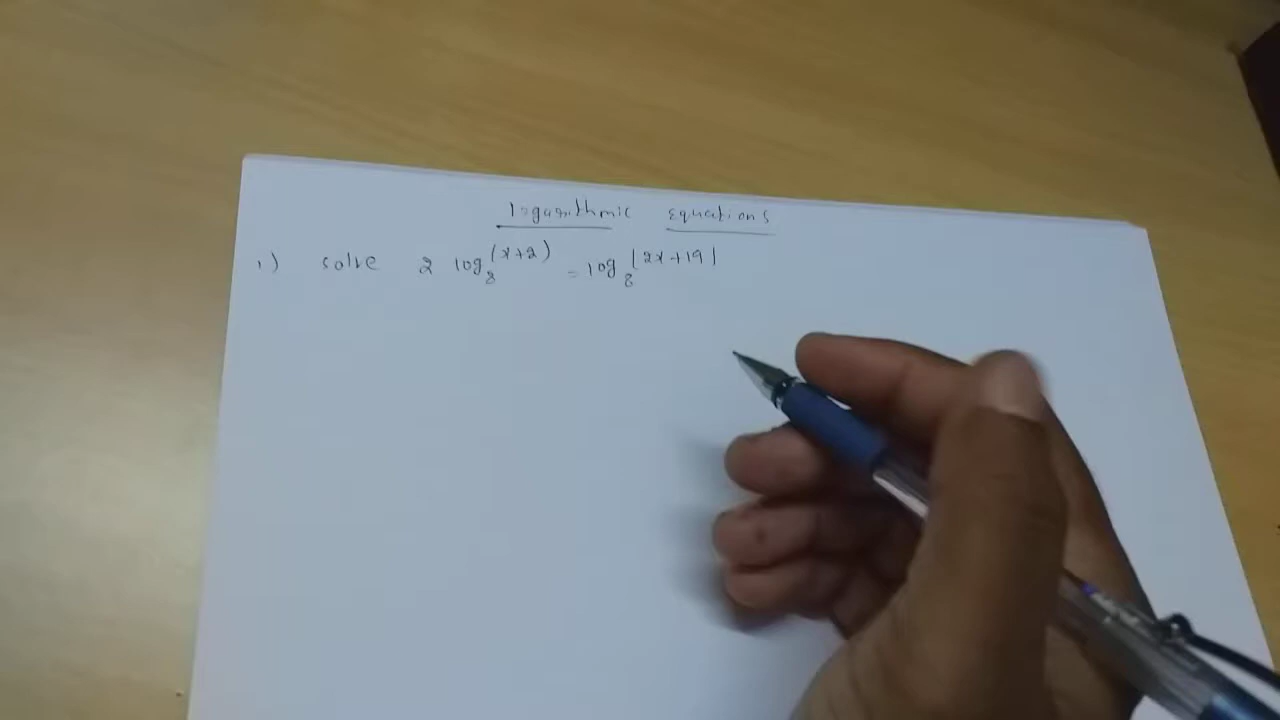 logarithmic equations
1) solve 2 log₈(x+2) = log₈(2x+19)